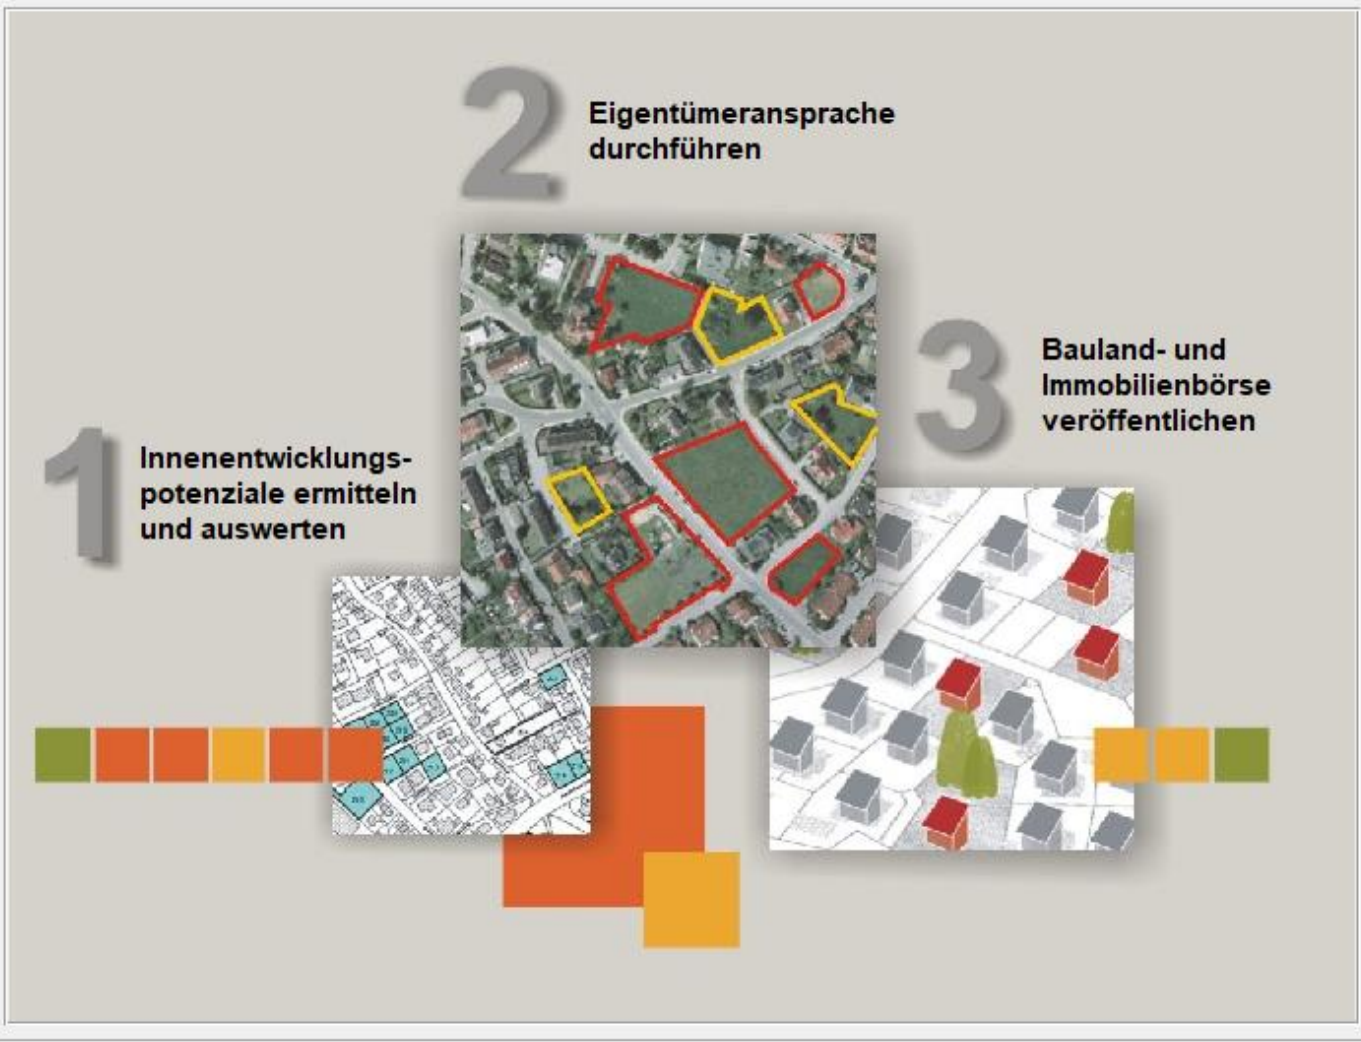 1
Innenentwicklungs-
potenziale ermitteln
und auswerten
2
Eigentümeransprache
durchführen
3
Bauland- und
Immobilienbörse
veröffentlichen